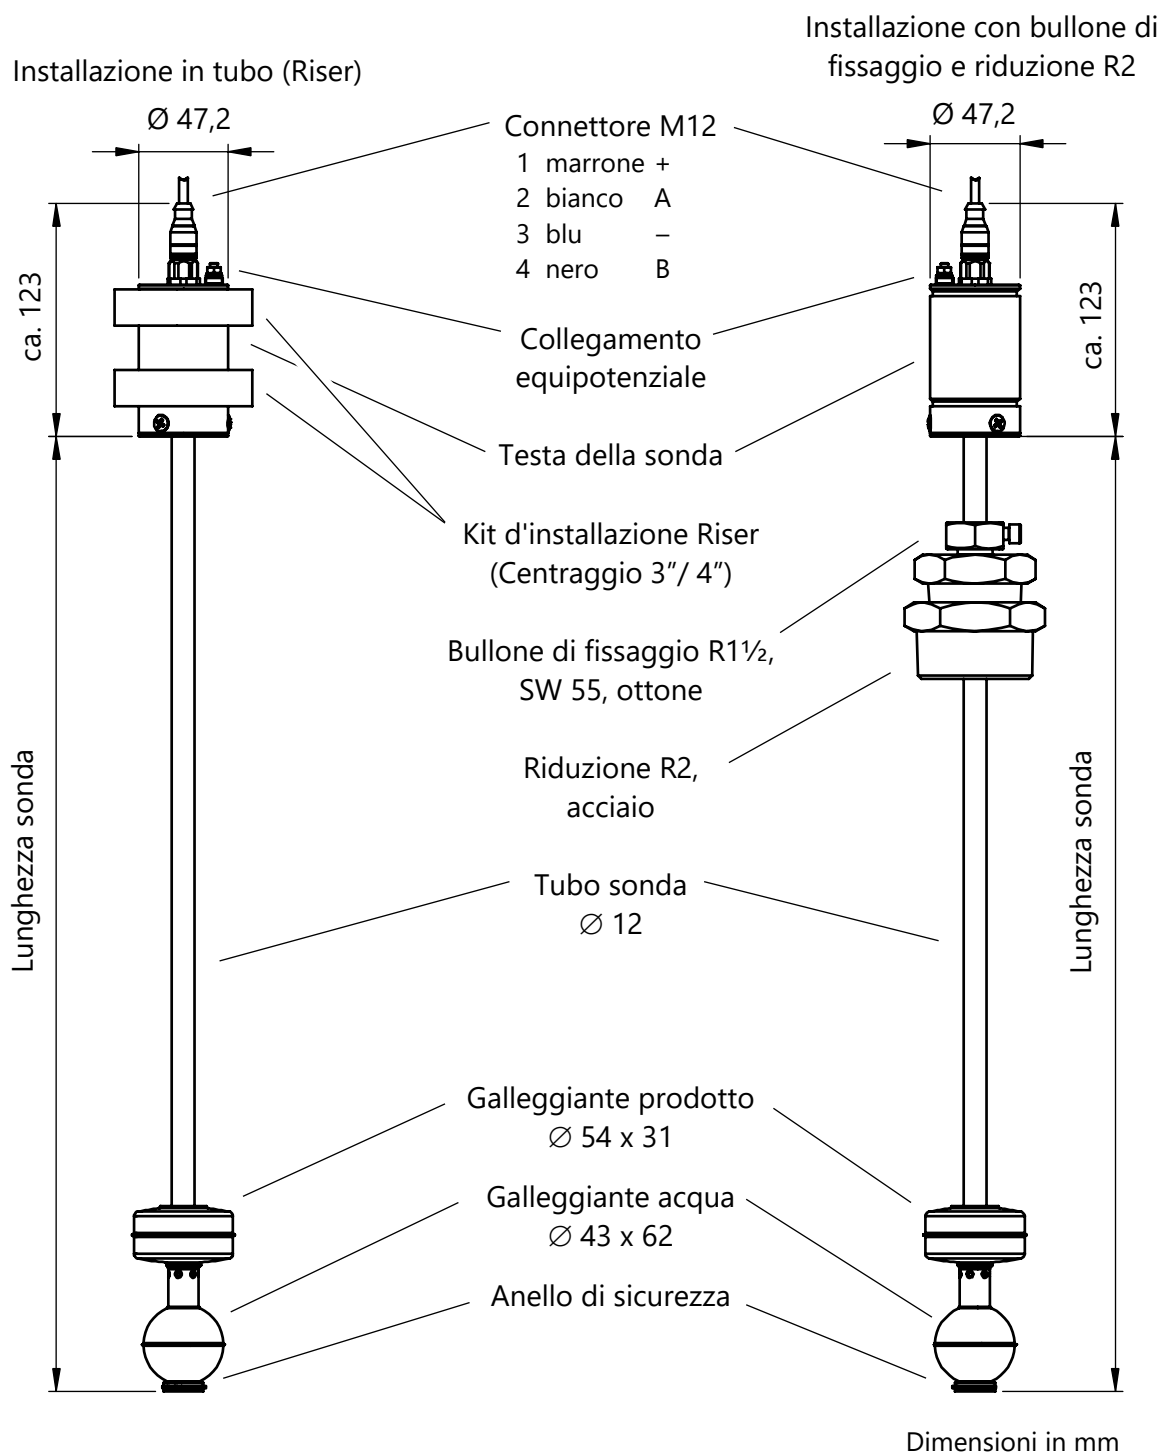 Installazione con bullone di
fissaggio e riduzione R2
Installazione in tubo (Riser)
Ø 47,2
Ø 47,2
Connettore M12
1 marrone +
2 bianco A
3 blu –
4 nero B
ca. 123
ca. 123
Collegamento
equipotenziale
Testa della sonda
Kit d'installazione Riser
(Centraggio 3”/ 4”)
Bullone di fissaggio R1½,
SW 55, ottone
Riduzione R2,
acciaio
Lunghezza sonda
Lunghezza sonda
Tubo sonda
∅ 12
Galleggiante prodotto
∅ 54 x 31
Galleggiante acqua
∅ 43 x 62
Anello di sicurezza
Dimensioni in mm